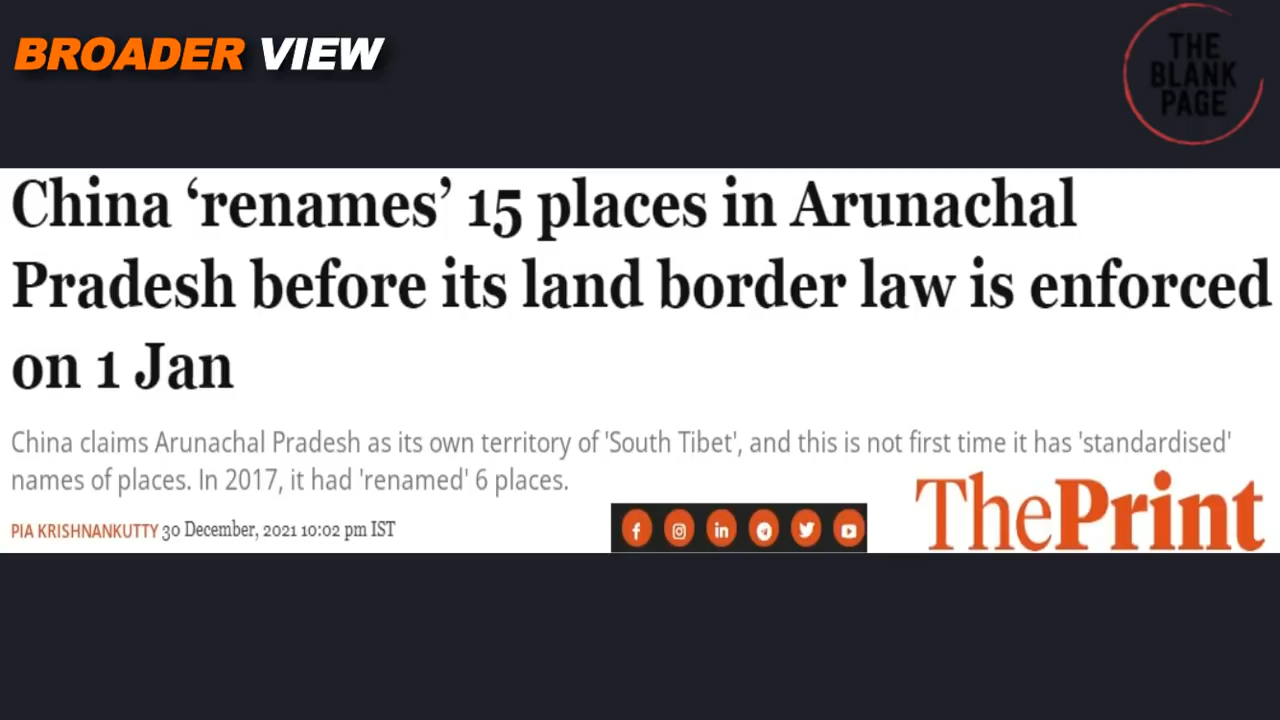 BROADER VIEW
THE
BLANK
PAGE
China ‘renames’ 15 places in Arunachal
Pradesh before its land border law is enforced
on 1 Jan
China claims Arunachal Pradesh as its own territory of 'South Tibet', and this is not first time it has 'standardised'
names of places. In 2017, it had 'renamed' 6 places.
PIA KRISHNANKUTTY 30 December, 2021 10:02 pm IST
ThePrint